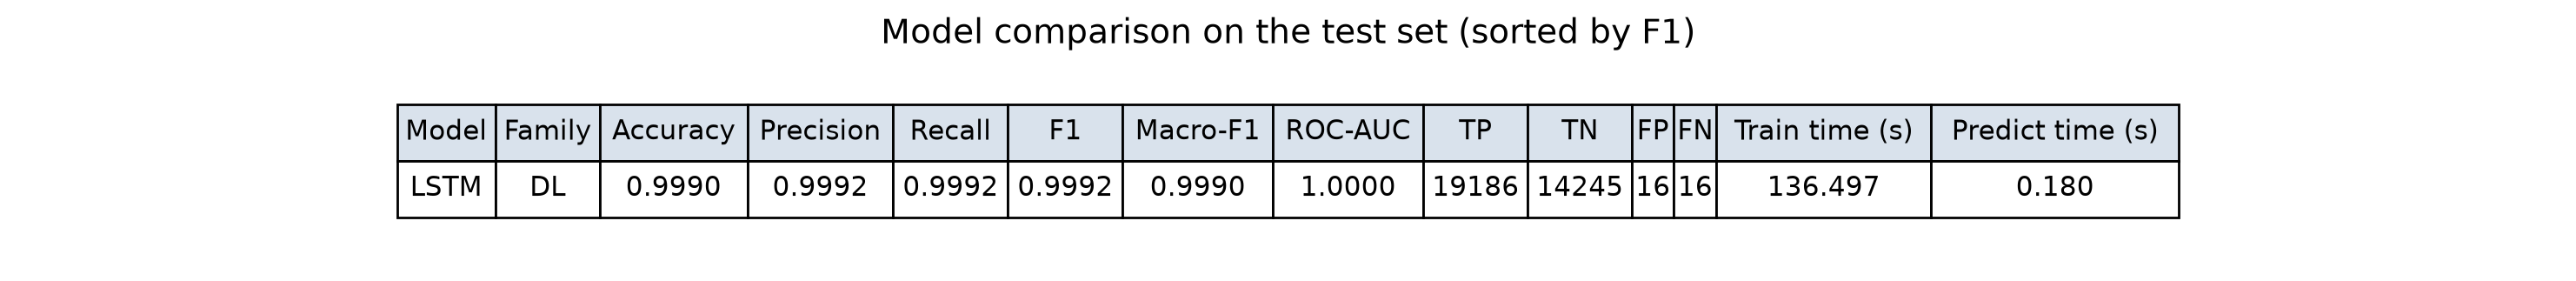 Model comparison on the test set (sorted by F1)
Model Family Accuracy Precision Recall F1 Macro-F1 ROC-AUC TP TN FP FN Train time (s) Predict time (s)
LSTM DL 0.9990 0.9992 0.9992 0.9992 0.9990 1.0000 19186 14245 16 16 136.497 0.180